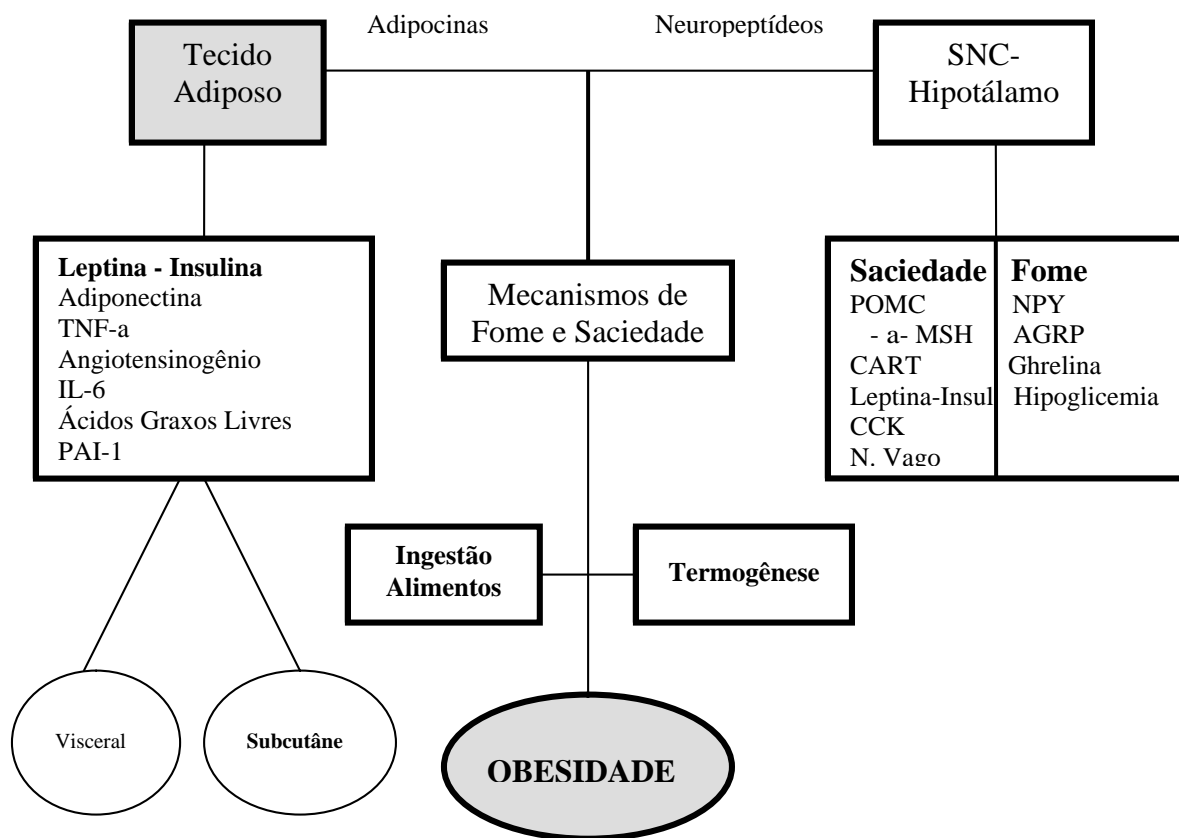 Adipocinas
Neuropeptídeos
Tecido
Adiposo
SNC-
Hipotálamo
Leptina - Insulina
Adiponectina
TNF-a
Angiotensinogênio
IL-6
Ácidos Graxos Livres
PAI-1
Mecanismos de
Fome e Saciedade
Saciedade
POMC
- a- MSH
CART
Leptina-Insul
CCK
N. Vago
Fome
NPY
AGRP
Ghrelina
Hipoglicemia
Ingestão
Alimentos
Termogênese
Visceral
Subcutâne
OBESIDADE